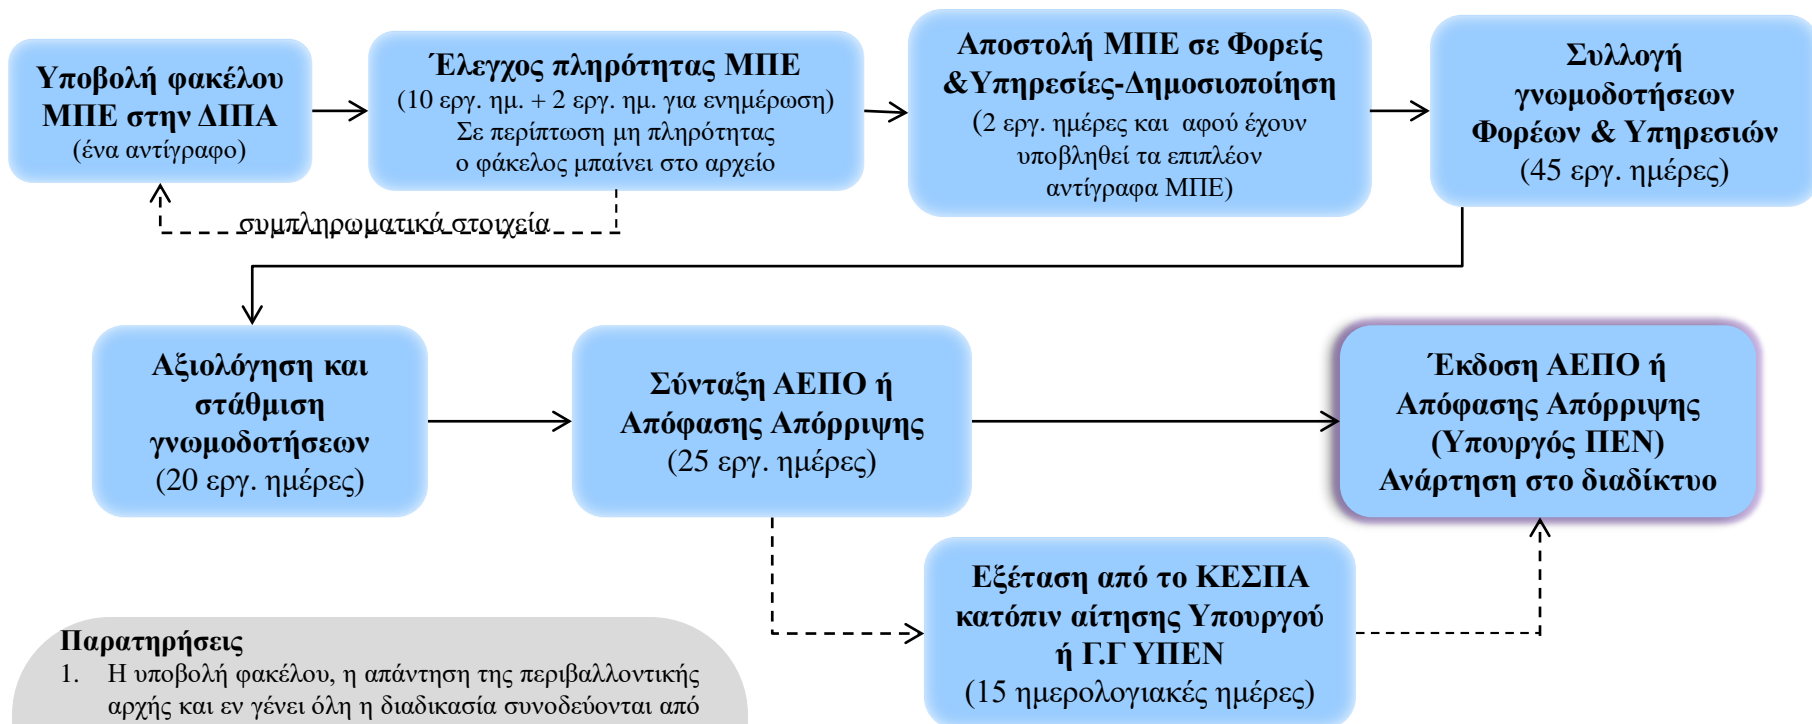 Υποβολή φακέλου
ΜΠΕ στην ΔΙΠΑ
(ένα αντίγραφο)
Έλεγχος πληρότητας ΜΠΕ
(10 εργ. ημ. + 2 εργ. ημ. για ενημέρωση)
Σε περίπτωση μη πληρότητας
ο φάκελος μπαίνει στο αρχείο
Αποστολή ΜΠΕ σε Φορείς
&Υπηρεσίες-Δημοσιοποίηση
(2 εργ. ημέρες και αφού έχουν
υποβληθεί τα επιπλέον
αντίγραφα ΜΠΕ)
Συλλογή
γνωμοδοτήσεων
Φορέων & Υπηρεσιών
(45 εργ. ημέρες)
συμπληρωματικά στοιχεία
Αξιολόγηση και
στάθμιση
γνωμοδοτήσεων
(20 εργ. ημέρες)
Σύνταξη ΑΕΠΟ ή
Απόφασης Απόρριψης
(25 εργ. ημέρες)
Έκδοση ΑΕΠΟ ή
Απόφασης Απόρριψης
(Υπουργός ΠΕΝ)
Ανάρτηση στο διαδίκτυο
Εξέταση από το ΚΕΣΠΑ
κατόπιν αίτησης Υπουργού
ή Γ.Γ ΥΠΕΝ
(15 ημερολογιακές ημέρες)
Παρατηρήσεις
1. Η υποβολή φακέλου, η απάντηση της περιβαλλοντικής
αρχής και εν γένει όλη η διαδικασία συνοδεύονται από